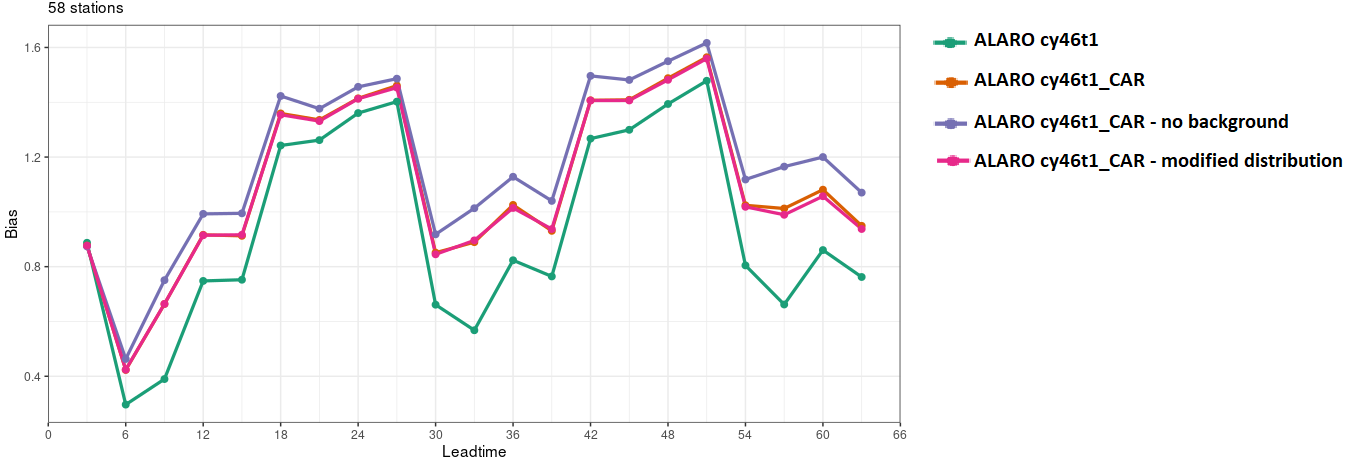 58 stations
ALARO cy46t1
ALARO cy46t1_CAR
ALARO cy46t1_CAR - no background
ALARO cy46t1_CAR - modified distribution
Bias
1.6
1.2
0.8
0.4
0 6 12 18 24 30 36 42 48 54 60 66
Leadtime